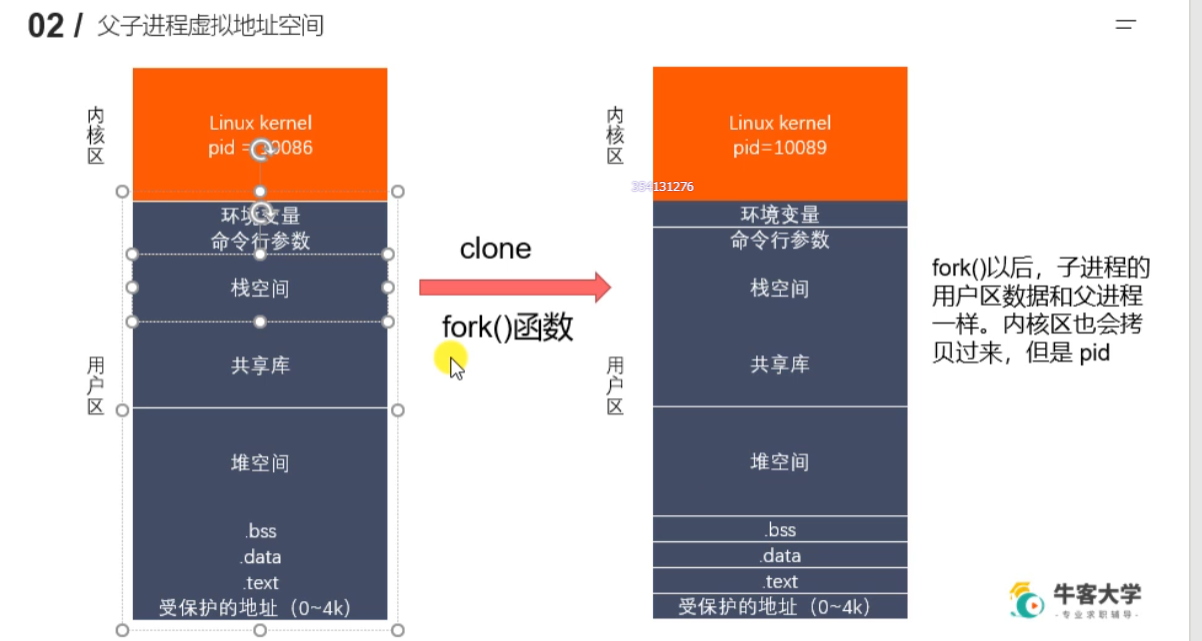 02 / 父子进程虚拟地址空间
内核区
Linux kernel
pid = 10086
环境变量
命令行参数
栈空间
共享库
用户区
堆空间
.bss
.data
.text
受保护的地址（0~4k）
clone
fork()函数
内核区
Linux kernel
pid=10089
334131276
环境变量
命令行参数
栈空间
共享库
用户区
堆空间
.bss
.data
.text
受保护的地址（0~4k）
fork()以后，子进程的
用户区数据和父进程
一样。内核区也会拷
贝过来，但是 pid
牛客大学
-专业求职辅导-